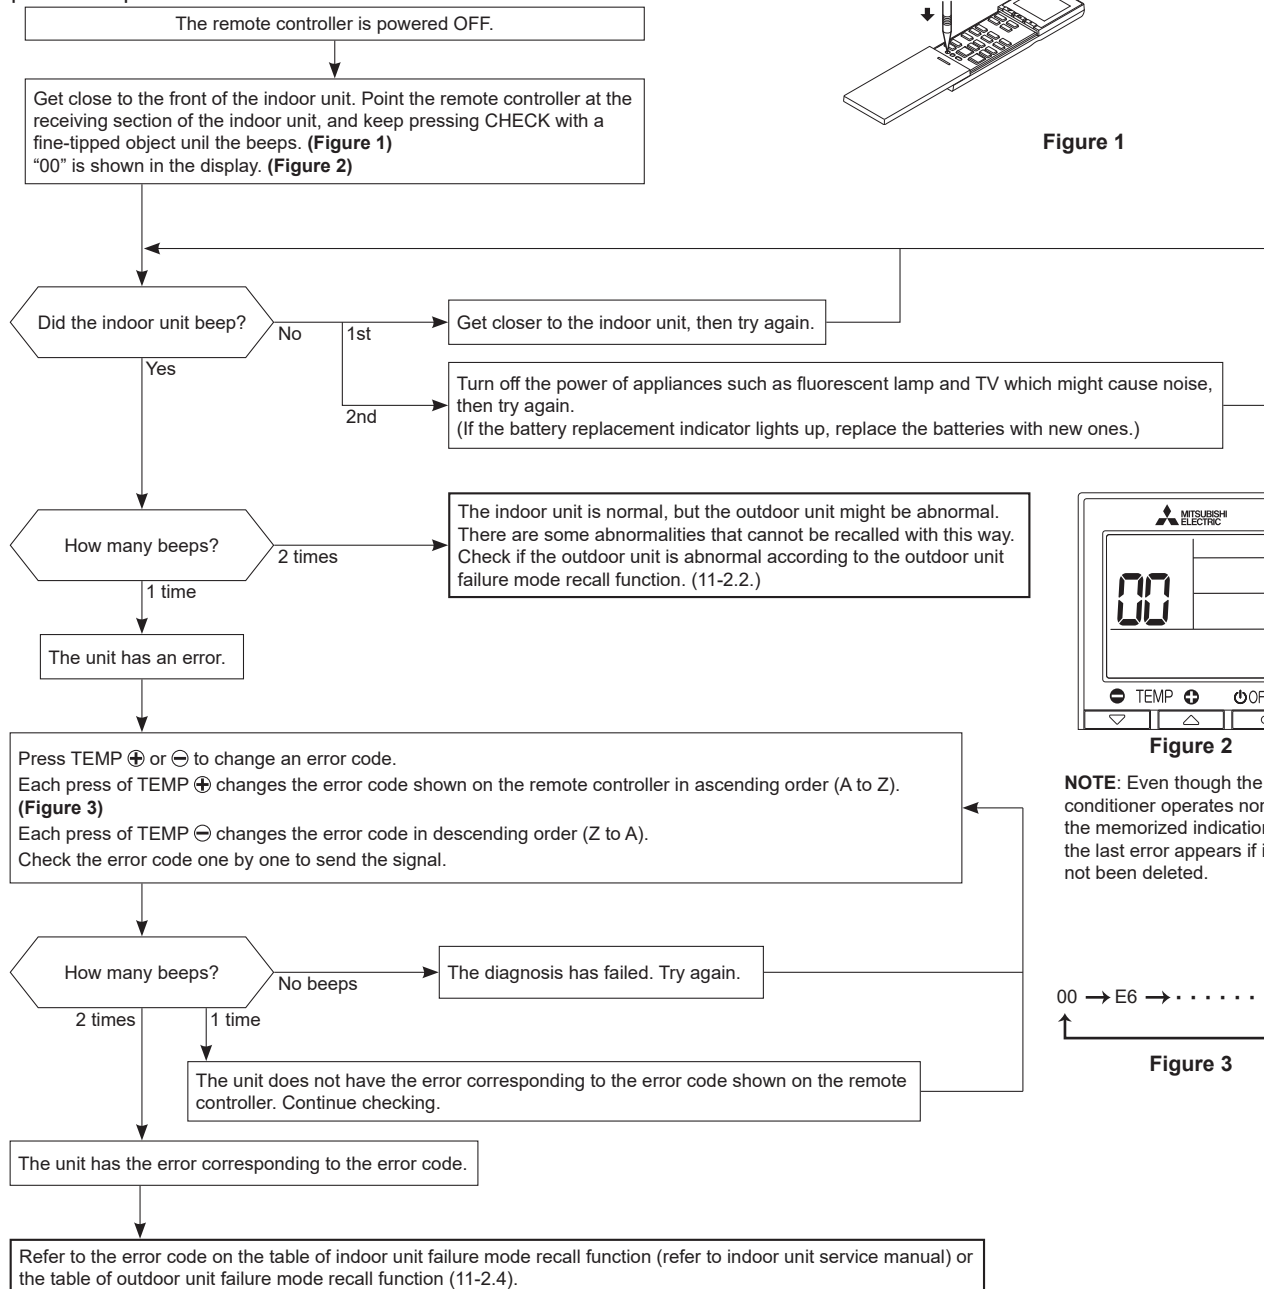 The remote controller is powered OFF.
Get close to the front of the indoor unit. Point the remote controller at the
receiving section of the indoor unit, and keep pressing CHECK with a
fine-tipped object unil the beeps. (Figure 1)
“00” is shown in the display. (Figure 2)
Figure 1
Did the indoor unit beep?
No
1st
Get closer to the indoor unit, then try again.
Yes
2nd
Turn off the power of appliances such as fluorescent lamp and TV which might cause noise,
then try again.
(If the battery replacement indicator lights up, replace the batteries with new ones.)
How many beeps?
2 times
The indoor unit is normal, but the outdoor unit might be abnormal.
There are some abnormalities that cannot be recalled with this way.
Check if the outdoor unit is abnormal according to the outdoor unit
failure mode recall function. (11-2.2.)
1 time
The unit has an error.
MITSUBISHI
ELECTRIC
00
TEMP
Figure 2
Press TEMP ⊕ or ⊖ to change an error code.
Each press of TEMP ⊕ changes the error code shown on the remote controller in ascending order (A to Z).
(Figure 3)
Each press of TEMP ⊖ changes the error code in descending order (Z to A).
Check the error code one by one to send the signal.
NOTE: Even though the
conditioner operates
the memorized
the last error appears if
not been deleted.
How many beeps?
No beeps
The diagnosis has failed. Try again.
2 times
1 time
The unit does not have the error corresponding to the error code shown on the remote
controller. Continue checking.
00 → E6 → · · · · · ·
Figure 3
The unit has the error corresponding to the error code.
Refer to the error code on the table of indoor unit failure mode recall function (refer to indoor unit service manual) or
the table of outdoor unit failure mode recall function (11-2.4).